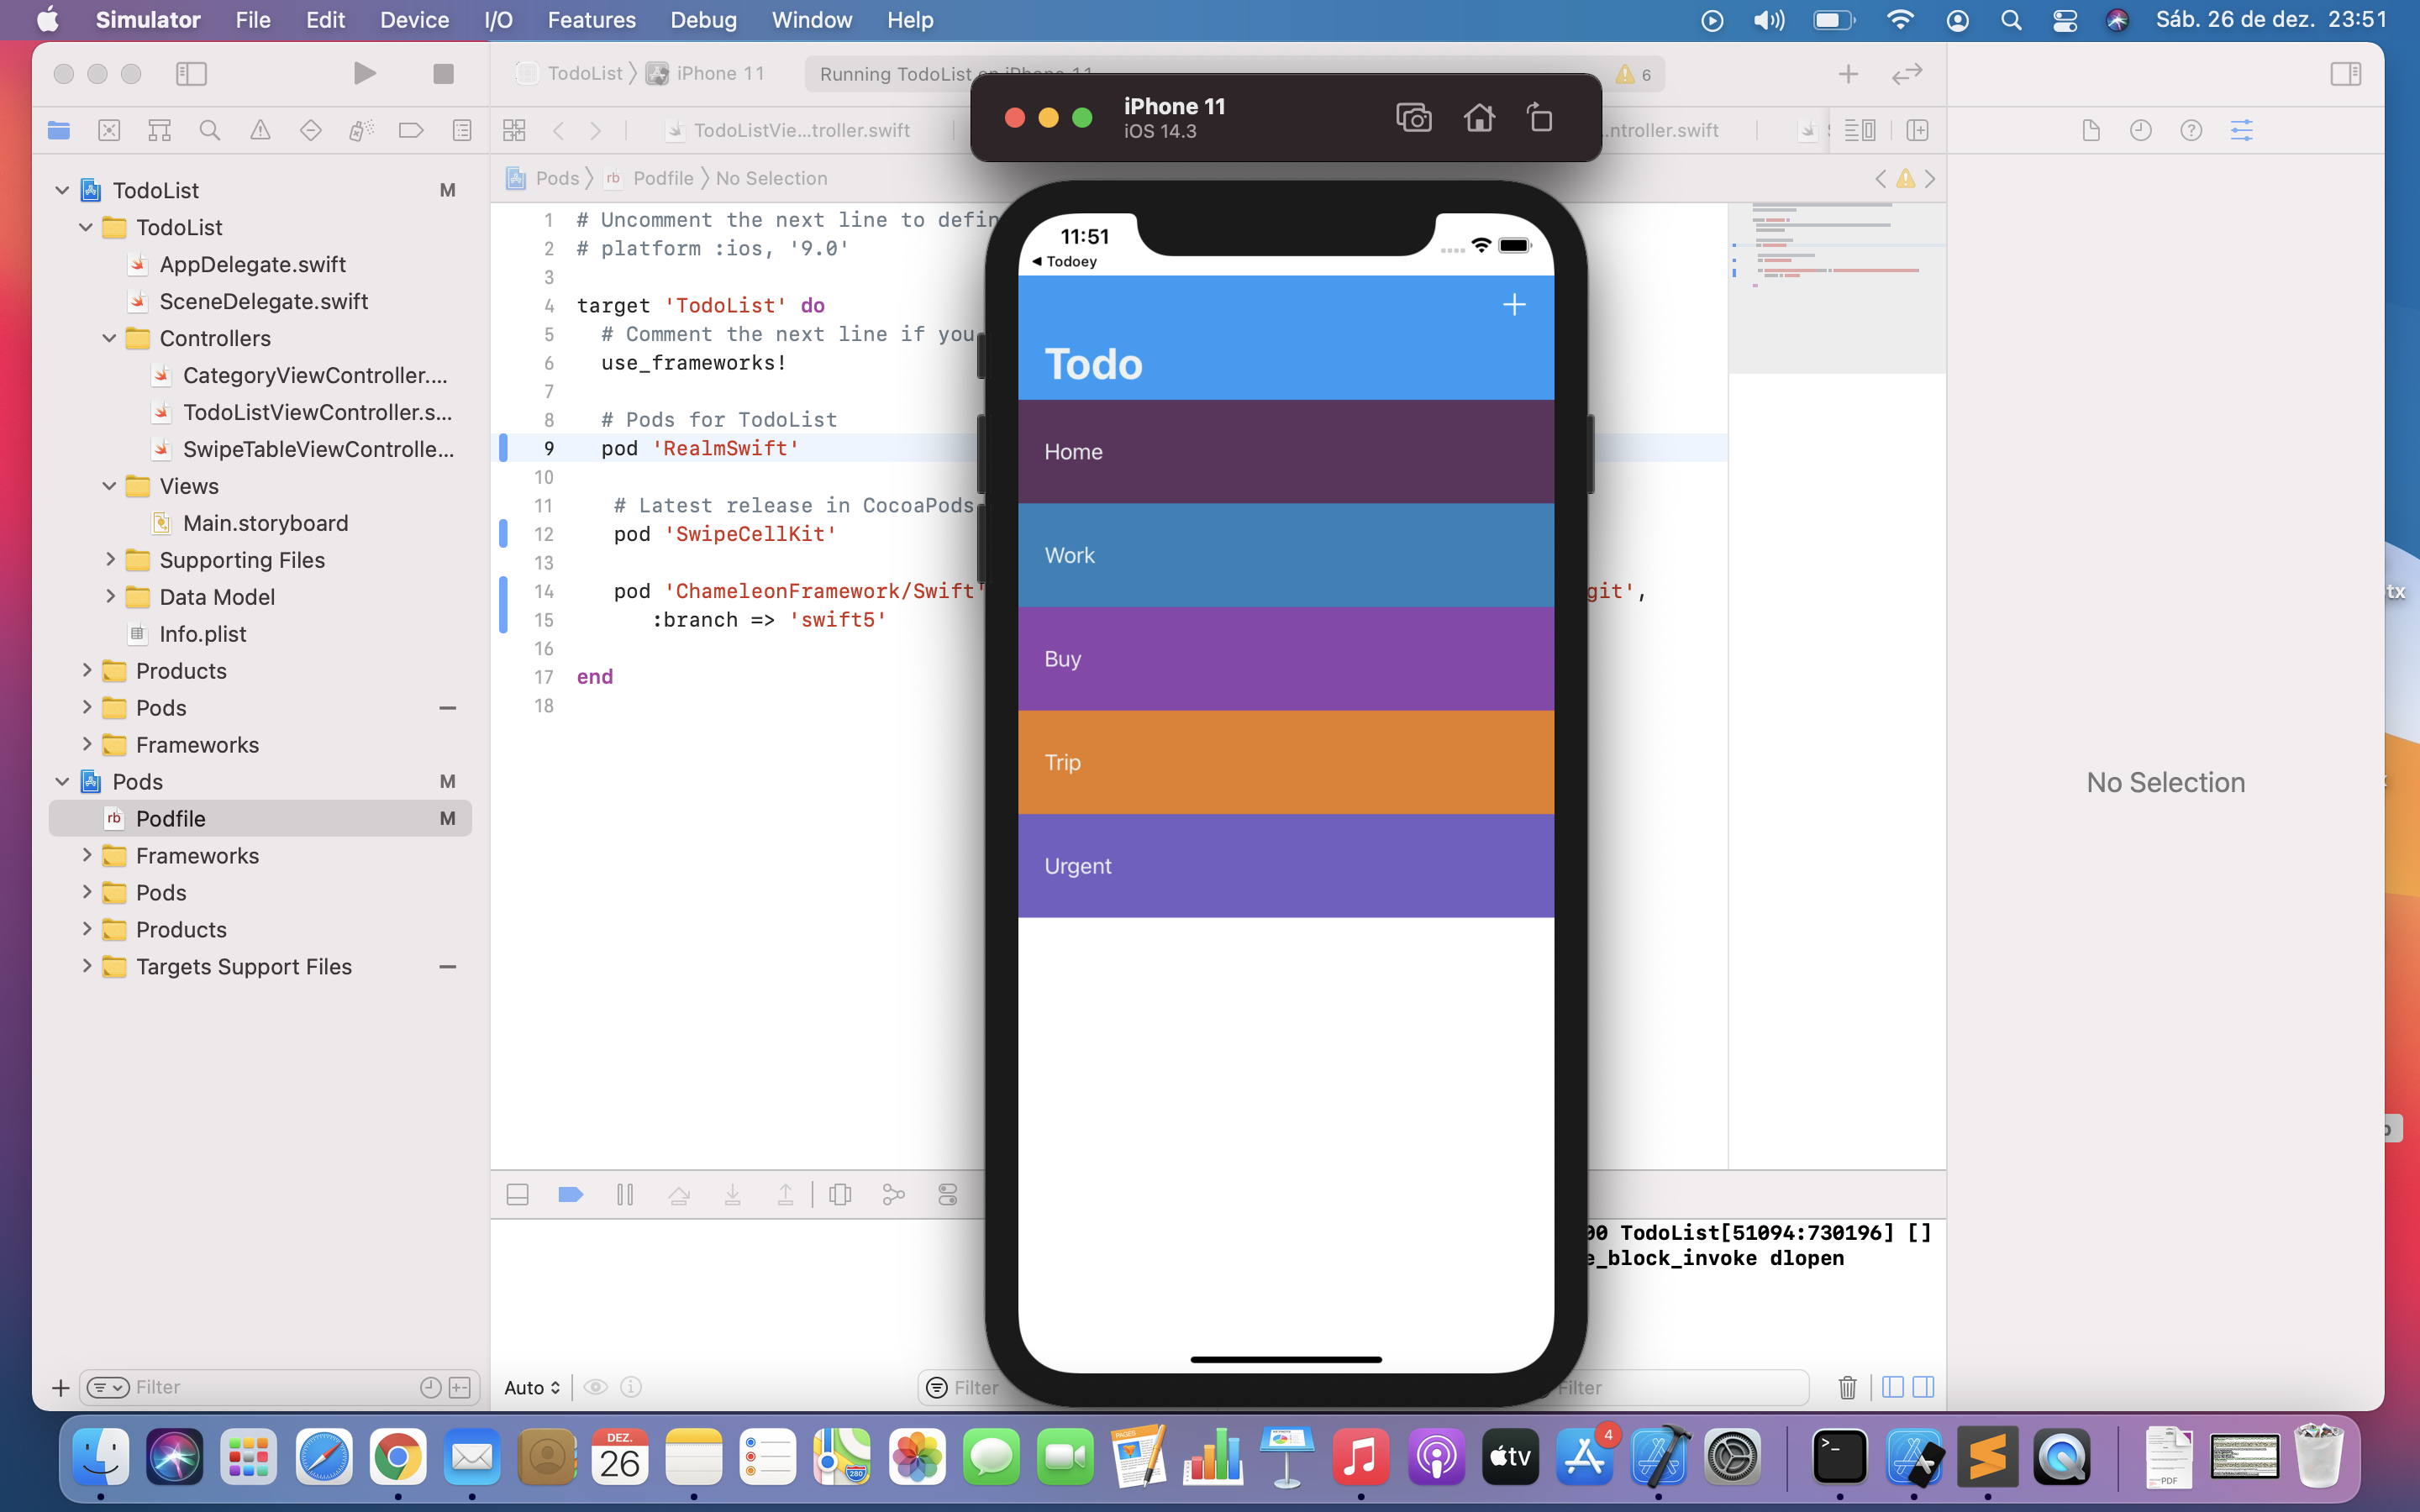 Simulator File Edit Device I/O Features Debug Window Help Sáb. 26 de dez. 23:51
TodoList iPhone 11 Running TodoList on iPhone 11 6
iPhone 11
iOS 14.3
TodoListVie...troller.swift ...ntroller.swift
Pods Podfile No Selection
TodoList M
TodoList
AppDelegate.swift
SceneDelegate.swift
Controllers
CategoryViewController....
TodoListViewController.s...
SwipeTableViewControlle...
Views
Main.storyboard
Supporting Files
Data Model
Info.plist
Products
Pods
Frameworks
Pods M
rb Podfile M
Frameworks
Pods
Products
Targets Support Files
Filter
1 # Uncomment the next line to defin
2 # platform :ios, '9.0'
3
4 target 'TodoList' do
5 # Comment the next line if you
6 use_frameworks!
7
8 # Pods for TodoList
9 pod 'RealmSwift'
10
11 # Latest release in CocoaPods
12 pod 'SwipeCellKit'
13
14 pod 'ChameleonFramework/Swift' git',
15 :branch => 'swift5'
16
17 end
18
11:51
Todoey
Todo
Home
Work
Buy
Trip
Urgent
No Selection
00 TodoList[51094:730196] []
e_block_invoke dlopen
Auto Filter Filter
tx
DEZ.
26
280
PAGES
tv
4
PDF